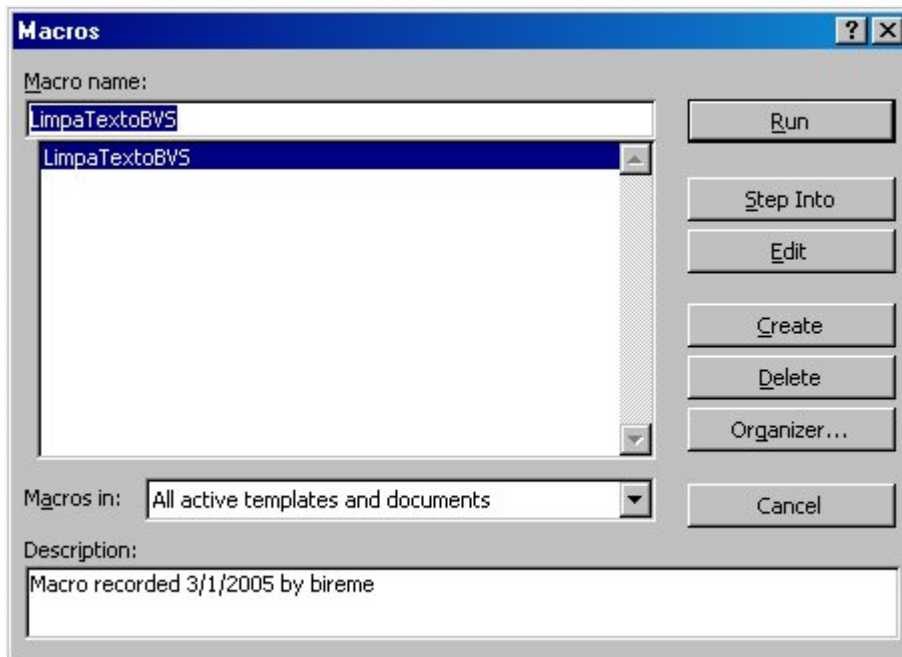 Macros
Macro name:
LimpaTextoBVS
LimpaTextoBVS
Run
Step Into
Edit
Create
Delete
Organizer...
Macros in:
All active templates and documents
Cancel
Description:
Macro recorded 3/1/2005 by bireme